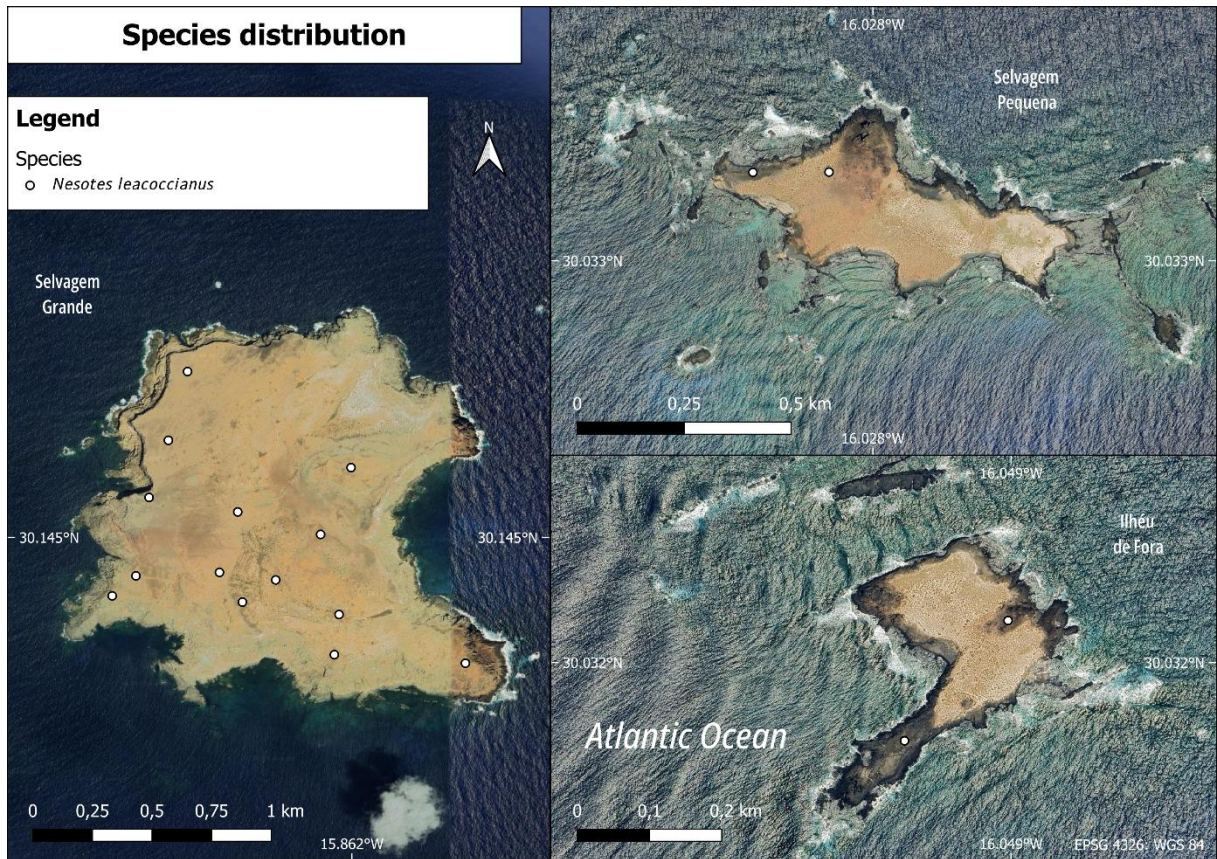 Species distribution
Legend
Species
Nesotes leacoccianus
N
Selvagem
Grande
30.145°N
30.145°N
0 0,25 0,5 0,75 1 km
15.862°W
16.028°W
Selvagem
Pequena
30.033°N
30.033°N
0 0,25 0,5 km
16.028°W
16.049°W
Ilhéu
de Fora
30.032°N
30.032°N
Atlantic Ocean
0 0,1 0,2 km
16.049°W
EPSG 4326: WGS 84